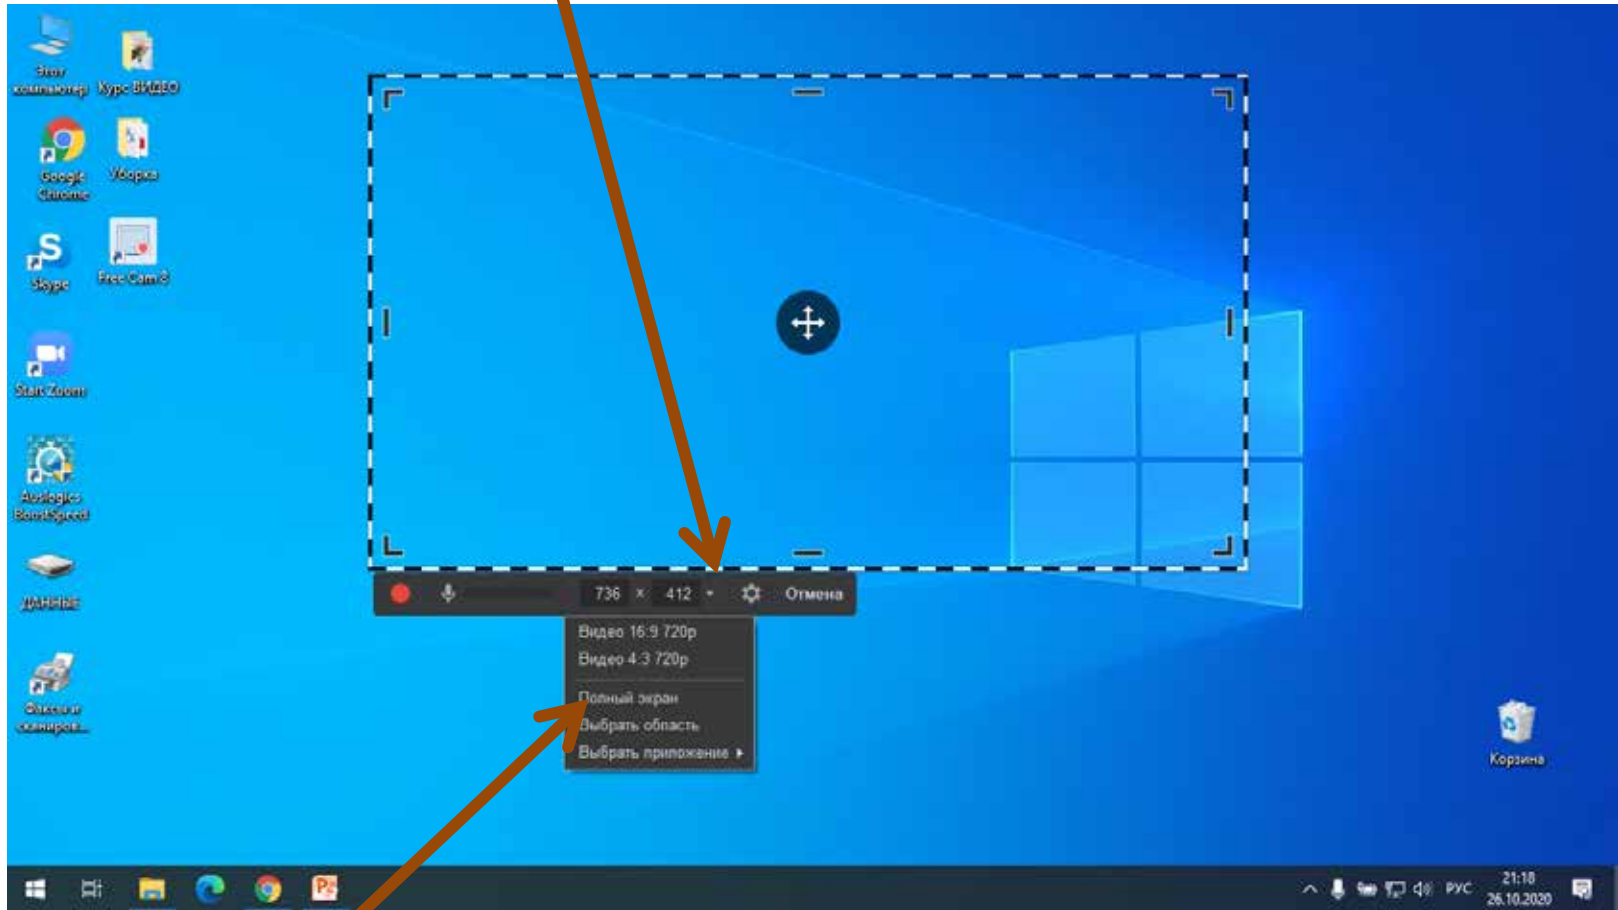 Этот
компьютер
Курс ВИДЕО
Google
Chrome
Уборка
S
Skype
Free Cam 8
Start Zoom
Auslogics
BoostSpeed
ДАННЫЕ
Факсы и
сканиров...
736 x 412
Отмена
Видео 16:9 720p
Видео 4:3 720p
Полный экран
Выбрать область
Выбрать приложение
Корзина
РУС
21:18
26.10.2020